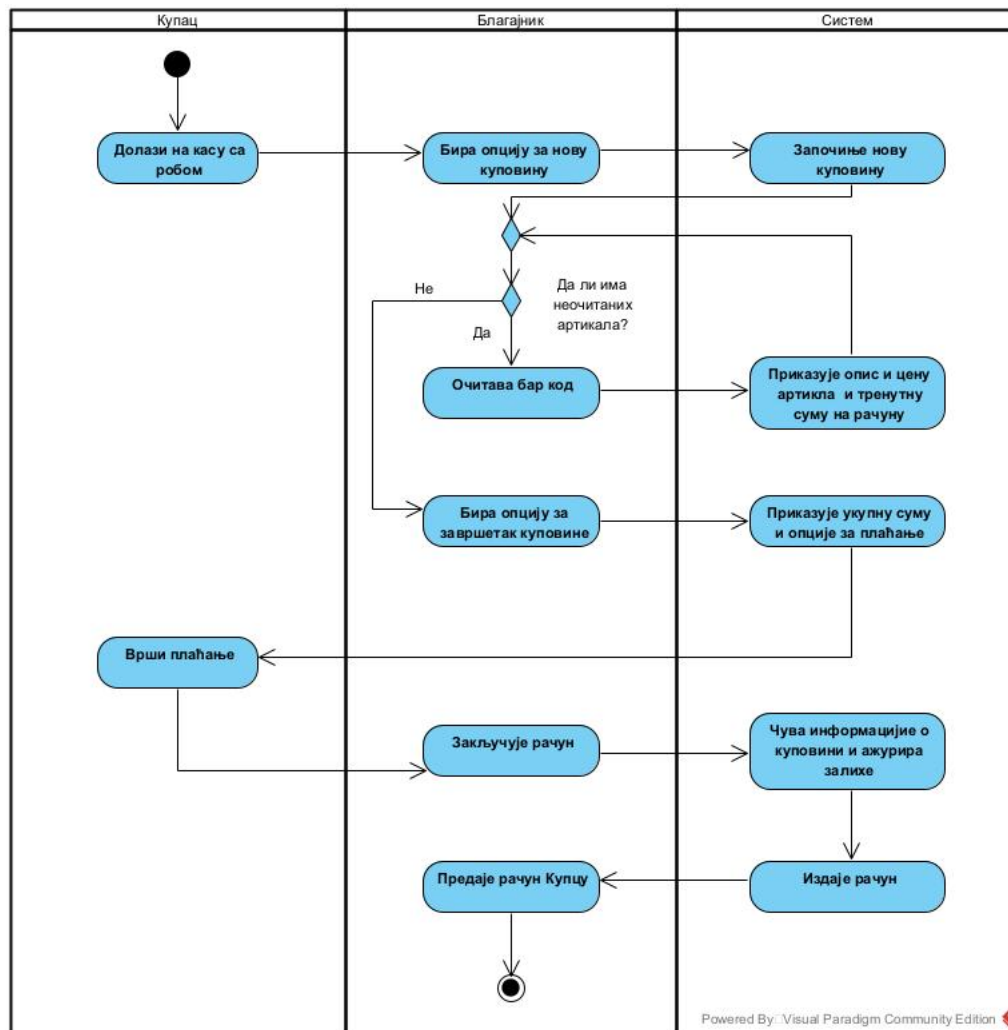 Купац
Благајник
Систем
Долази на касу са
робом
Бира опцију за нову
куповину
Започиње нову
куповину
Не
Да ли има
неочитаних
артикала?
Да
Очитава бар код
Приказује опис и цену
артикла и тренутну
суму на рачуну
Бира опцију за
завршетак куповине
Приказује укупну суму
и опције за плаћање
Врши плаћање
Закључује рачун
Чува информацијие о
куповини и ажурира
залихе
Предаје рачун Купцу
Издаје рачун
Powered By Visual Paradigm Community Edition